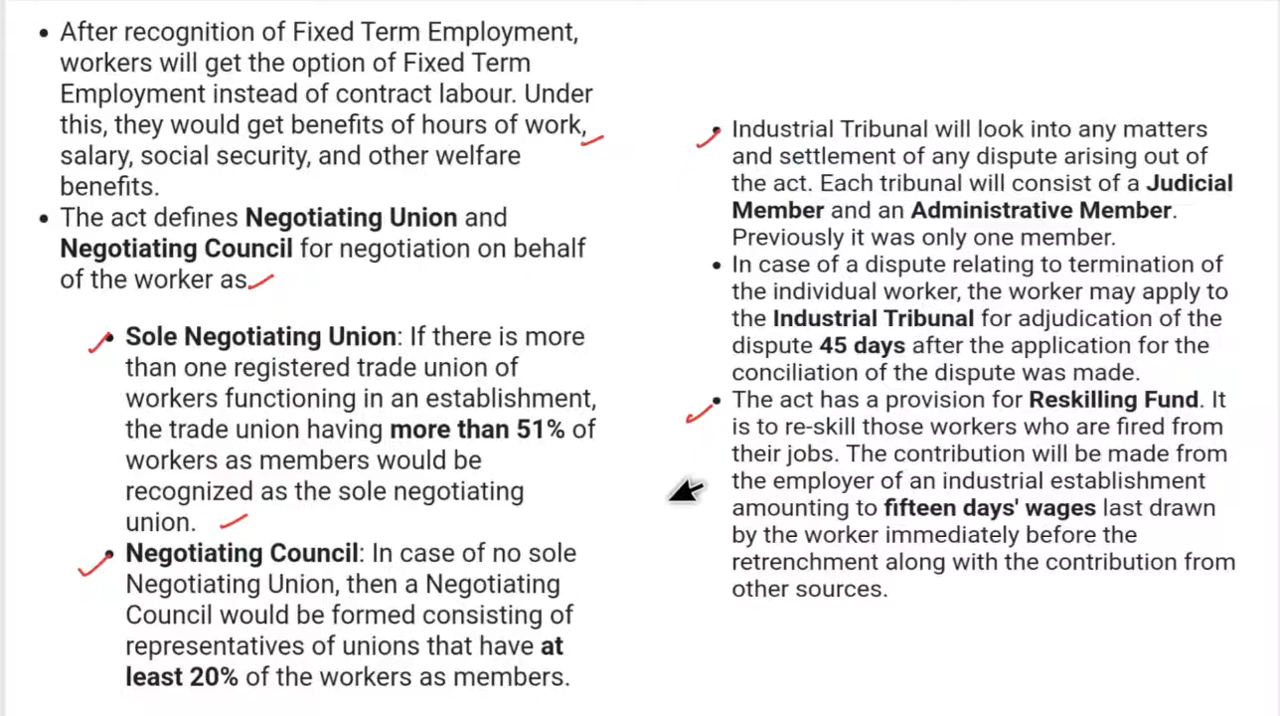 After recognition of Fixed Term Employment,
workers will get the option of Fixed Term
Employment instead of contract labour. Under
this, they would get benefits of hours of work,
salary, social security, and other welfare
benefits.
The act defines Negotiating Union and
Negotiating Council for negotiation on behalf
of the worker as
Sole Negotiating Union: If there is more
than one registered trade union of
workers functioning in an establishment,
the trade union having more than 51% of
workers as members would be
recognized as the sole negotiating
union.
Negotiating Council: In case of no sole
Negotiating Union, then a Negotiating
Council would be formed consisting of
representatives of unions that have at
least 20% of the workers as members.
Industrial Tribunal will look into any matters
and settlement of any dispute arising out of
the act. Each tribunal will consist of a Judicial
Member and an Administrative Member.
Previously it was only one member.
In case of a dispute relating to termination of
the individual worker, the worker may apply to
the Industrial Tribunal for adjudication of the
dispute 45 days after the application for the
conciliation of the dispute was made.
The act has a provision for Reskilling Fund. It
is to re-skill those workers who are fired from
their jobs. The contribution will be made from
the employer of an industrial establishment
amounting to fifteen days' wages last drawn
by the worker immediately before the
retrenchment along with the contribution from
other sources.